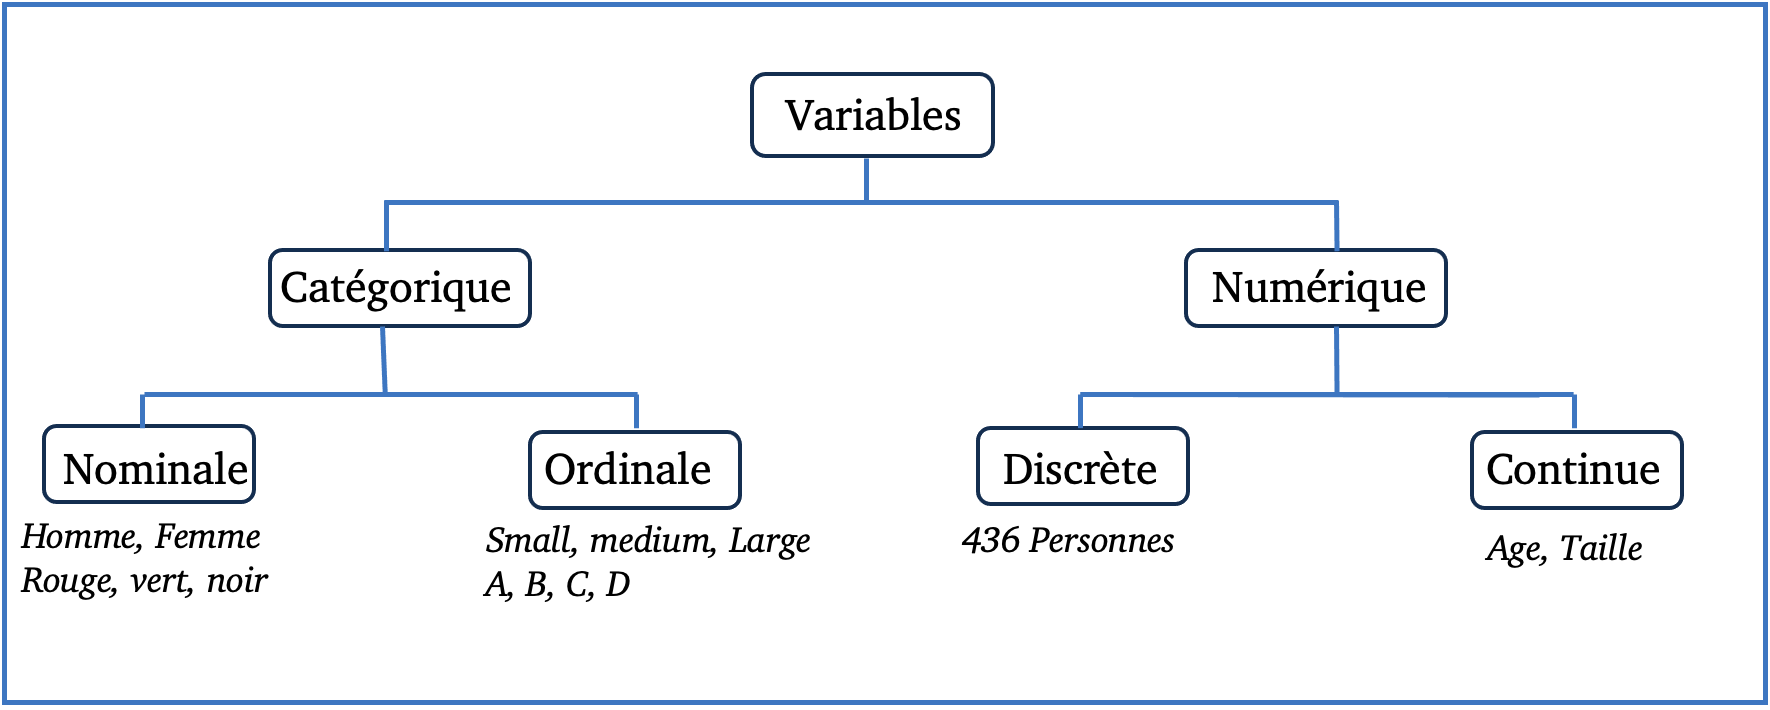 Variables
Catégorique
Numérique
Nominale
Ordinale
Discrète
Continue
Homme, Femme
Rouge, vert, noir
Small, medium, Large
A, B, C, D
436 Personnes
Age, Taille